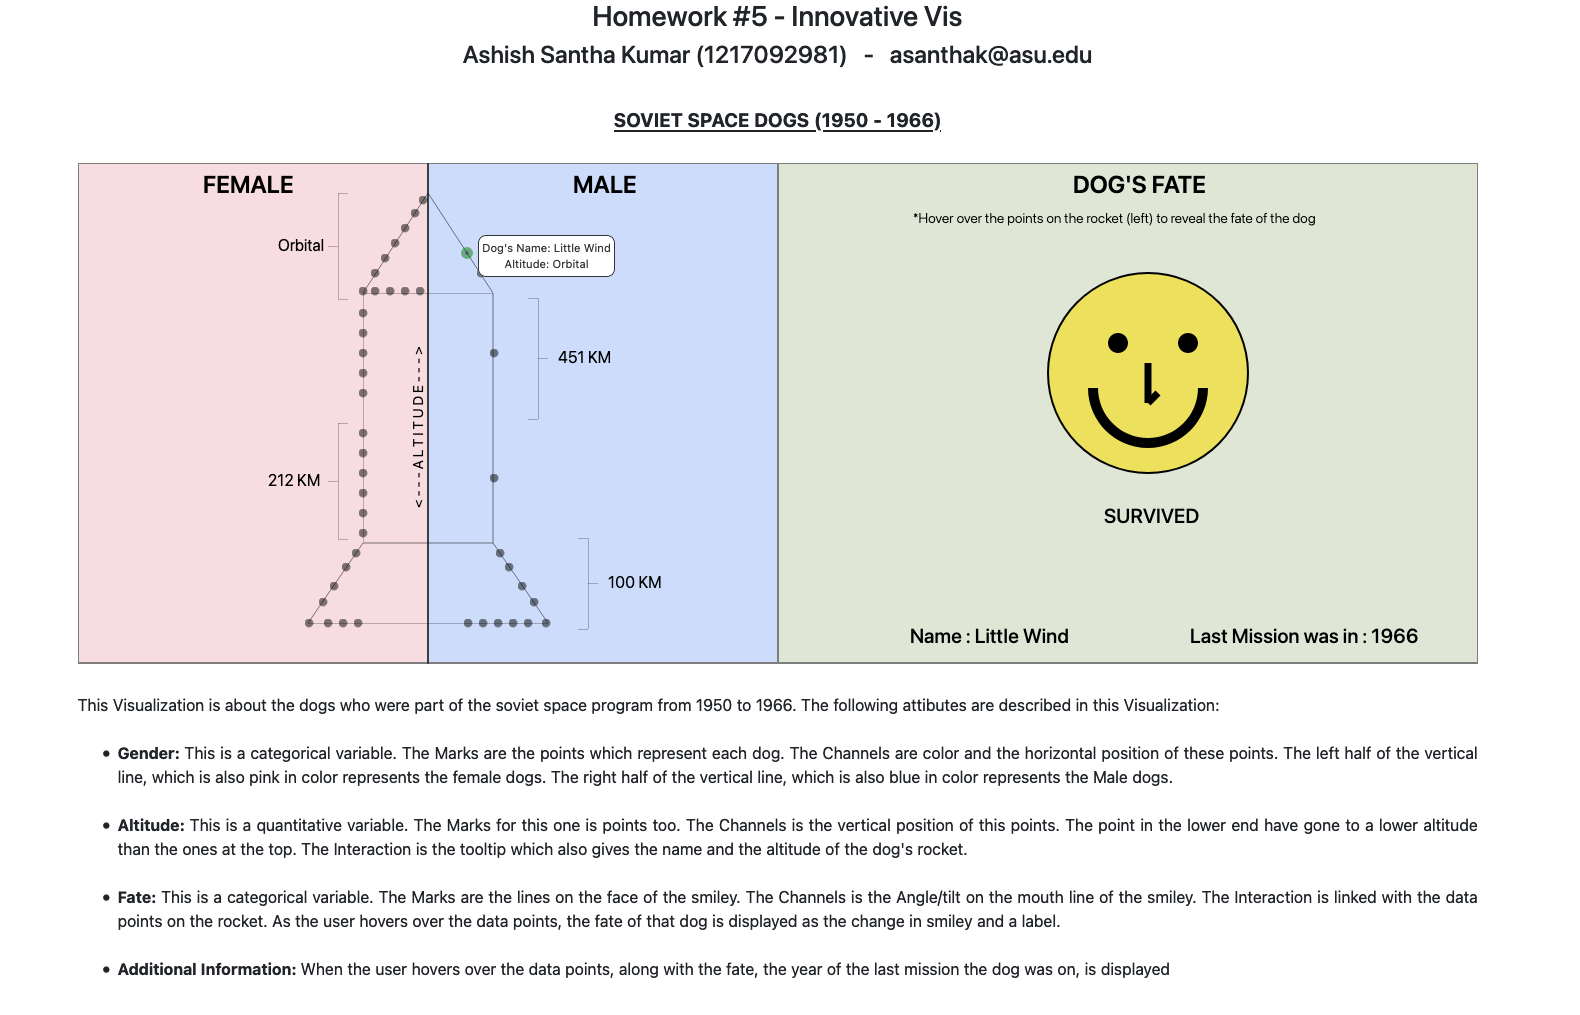 Homework #5 - Innovative Vis
Ashish Santha Kumar (1217092981) - asanthak@asu.edu
SOVIET SPACE DOGS (1950 - 1966)
FEMALE
MALE
DOG'S FATE
*Hover over the points on the rocket (left) to reveal the fate of the dog
Orbital
Dog's Name: Little Wind
Altitude: Orbital
451 KM
<---ALTITUDE--->
212 KM
100 KM
SURVIVED
Name : Little Wind
Last Mission was in : 1966
This Visualization is about the dogs who were part of the soviet space program from 1950 to 1966. The following attibutes are described in this Visualization:
• Gender: This is a categorical variable. The Marks are the points which represent each dog. The Channels are color and the horizontal position of these points. The left half of the vertical
line, which is also pink in color represents the female dogs. The right half of the vertical line, which is also blue in color represents the Male dogs.
• Altitude: This is a quantitative variable. The Marks for this one is points too. The Channels is the vertical position of this points. The point in the lower end have gone to a lower altitude
than the ones at the top. The Interaction is the tooltip which also gives the name and the altitude of the dog's rocket.
• Fate: This is a categorical variable. The Marks are the lines on the face of the smiley. The Channels is the Angle/tilt on the mouth line of the smiley. The Interaction is linked with the data
points on the rocket. As the user hovers over the data points, the fate of that dog is displayed as the change in smiley and a label.
• Additional Information: When the user hovers over the data points, along with the fate, the year of the last mission the dog was on, is displayed